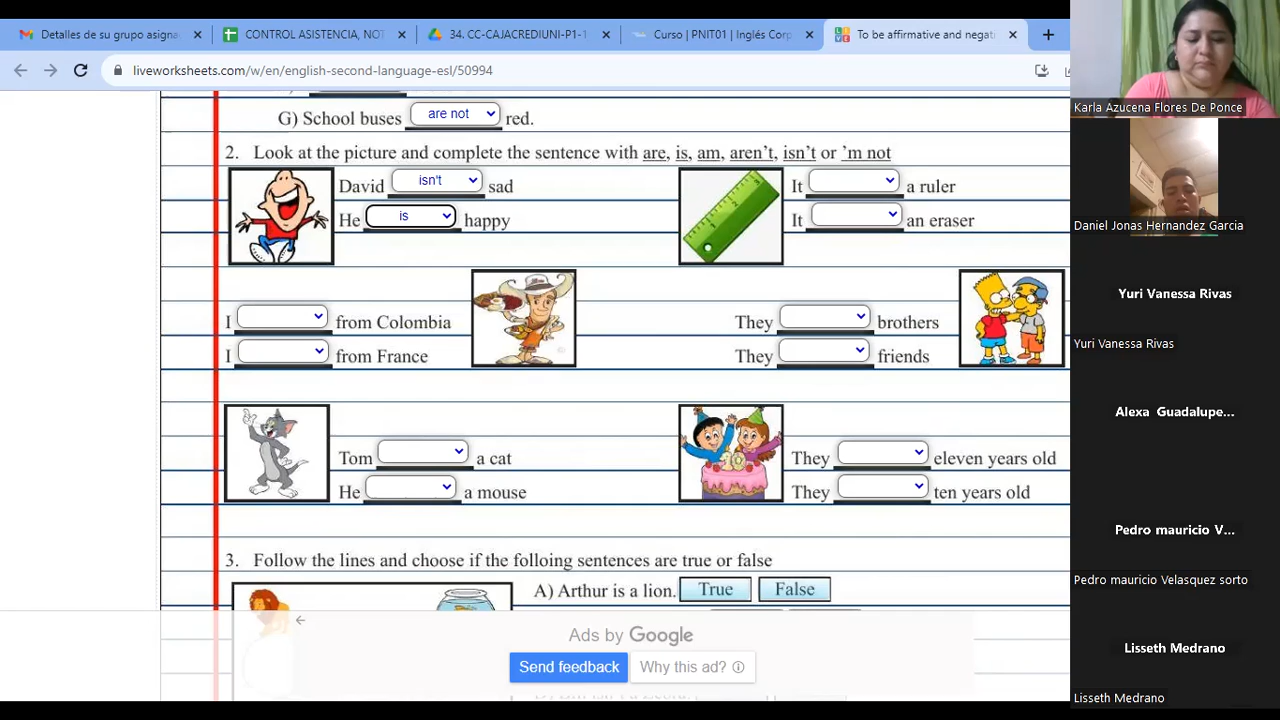 Detalles de su grupo asigna
CONTROL ASISTENCIA, NOT
34. CC-CAJACREDIUNI-P1-1
Curso | PNIT01 | Inglés Corp
To be affirmative and negati
liveworksheets.com/w/en/english-second-language-esl/50994
G) School buses are not red.
2. Look at the picture and complete the sentence with are, is, am, aren't, isn't or 'm not
David isn't sad
He is happy
It a ruler
It an eraser
I from Colombia
I from France
They brothers
They friends
Tom a cat
He a mouse
They eleven years old
They ten years old
3. Follow the lines and choose if the folloing sentences are true or false
A) Arthur is a lion. True False
Ads by Google
Send feedback
Why this ad?
Karla Azucena Flores De Ponce
Daniel Jonas Hernandez Garcia
Yuri Vanessa Rivas
Yuri Vanessa Rivas
Alexa Guadalupe...
Pedro mauricio V...
Pedro mauricio Velasquez sorto
Lisseth Medrano
Lisseth Medrano